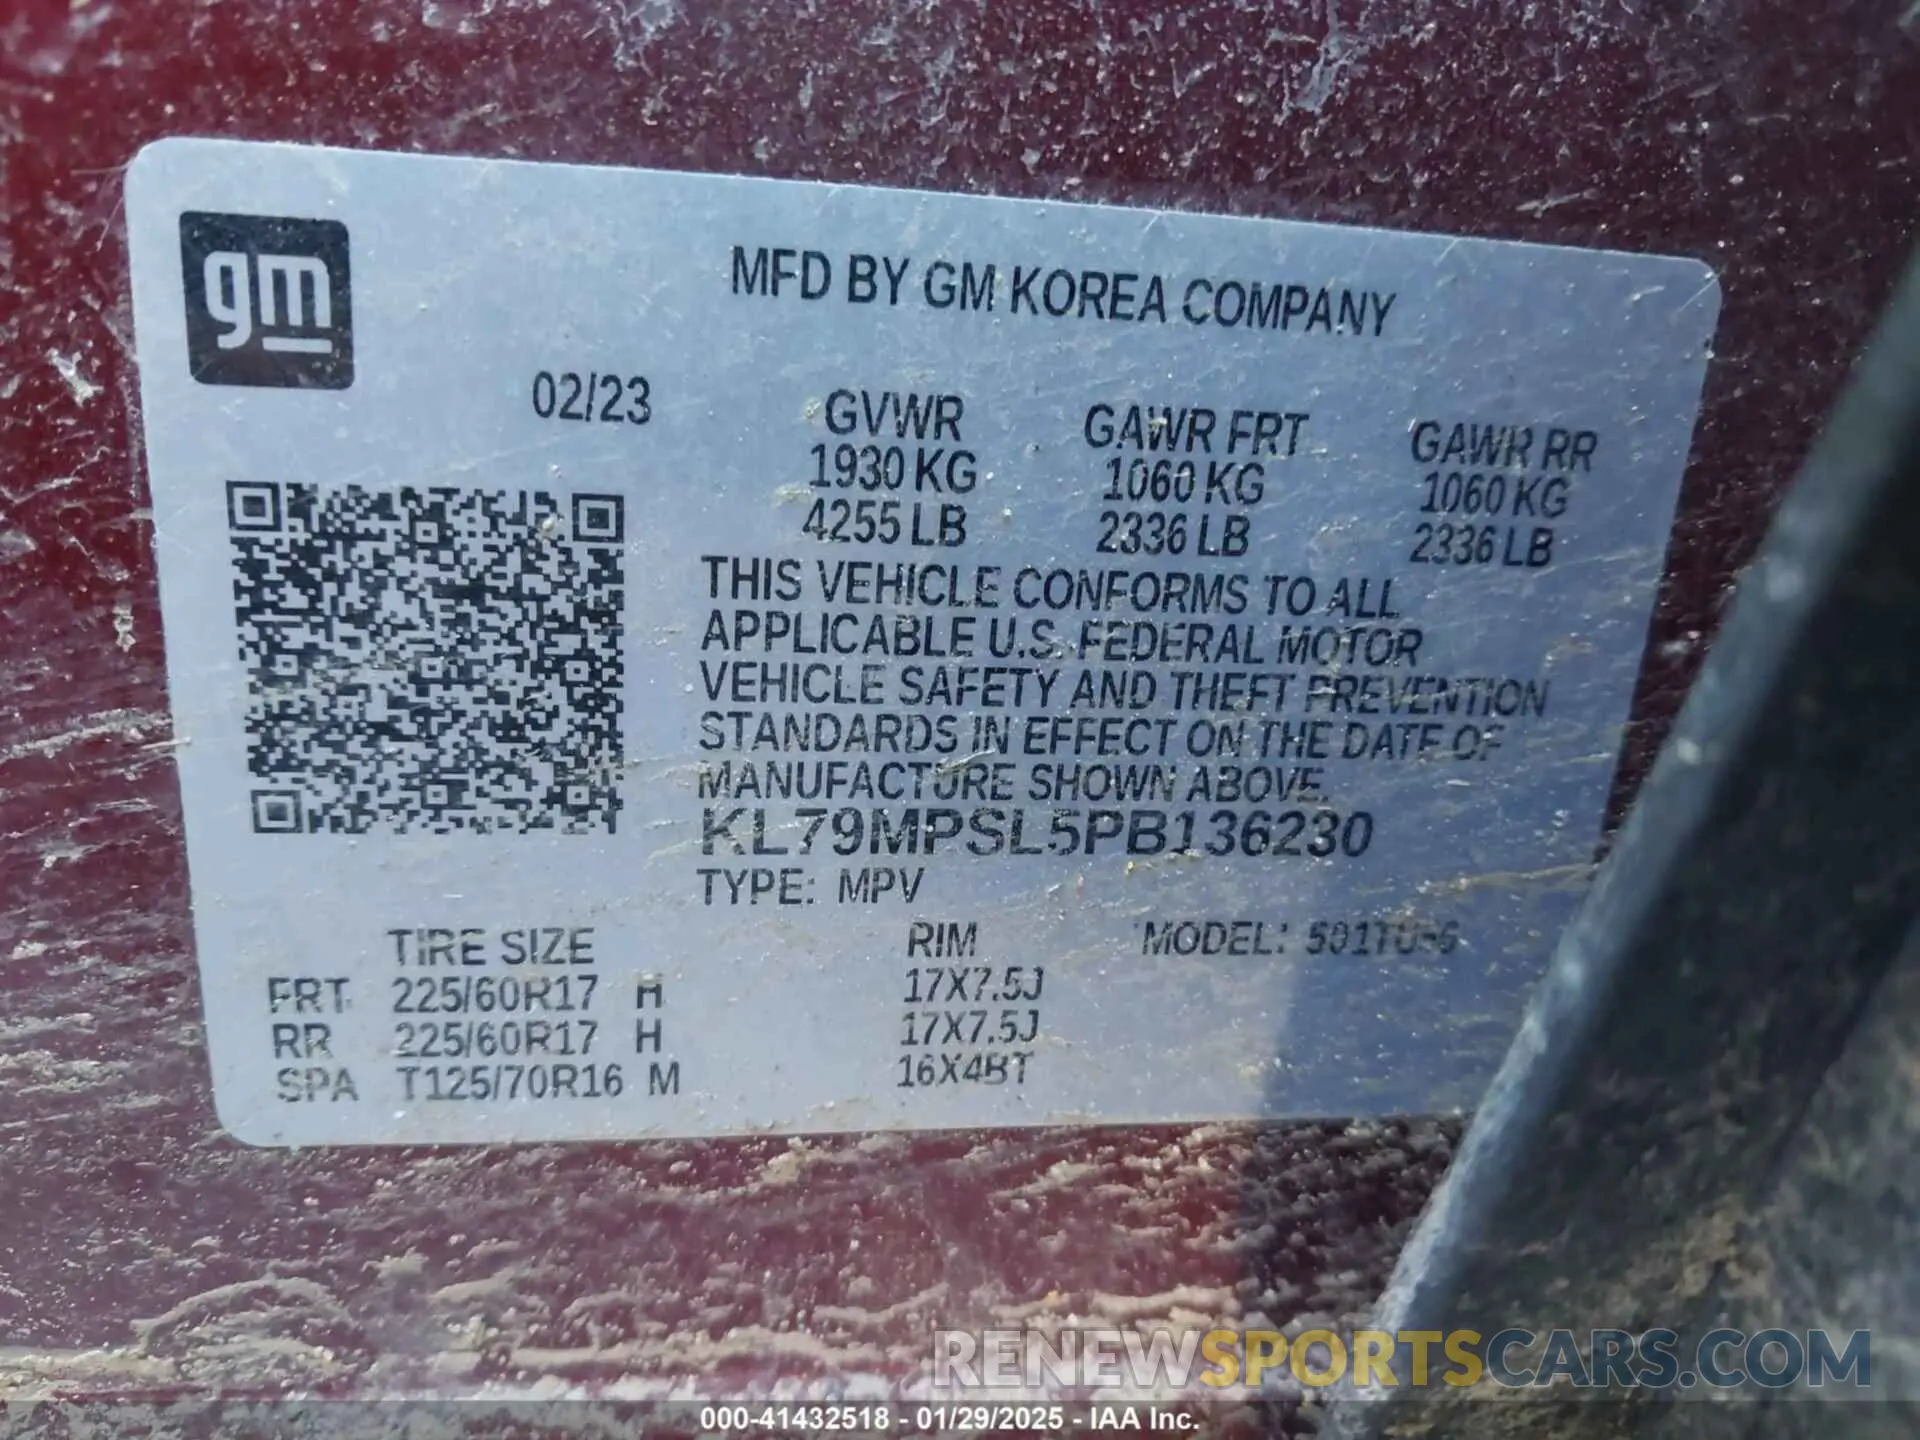 gm
MFD BY GM KOREA COMPANY
02/23
GVWR GAWR FRT GAWR RR
1930 KG 1060 KG 1060 KG
4255 LB 2336 LB 2336 LB
THIS VEHICLE CONFORMS TO ALL
APPLICABLE U.S. FEDERAL MOTOR
VEHICLE SAFETY AND THEFT PREVENTION
STANDARDS IN EFFECT ON THE DATE OF
MANUFACTURE SHOWN ABOVE.
KL79MPSL5PB136230
TYPE: MPV
TIRE SIZE RIM MODEL:
FRT 225/60R17 H 17X7.5J
RR 225/60R17 H 17X7.5J
SPA T125/70R16 M 16X4BT
RENEWSPORTSCARS.COM
000-41432518 - 01/29/2025 - IAA Inc.